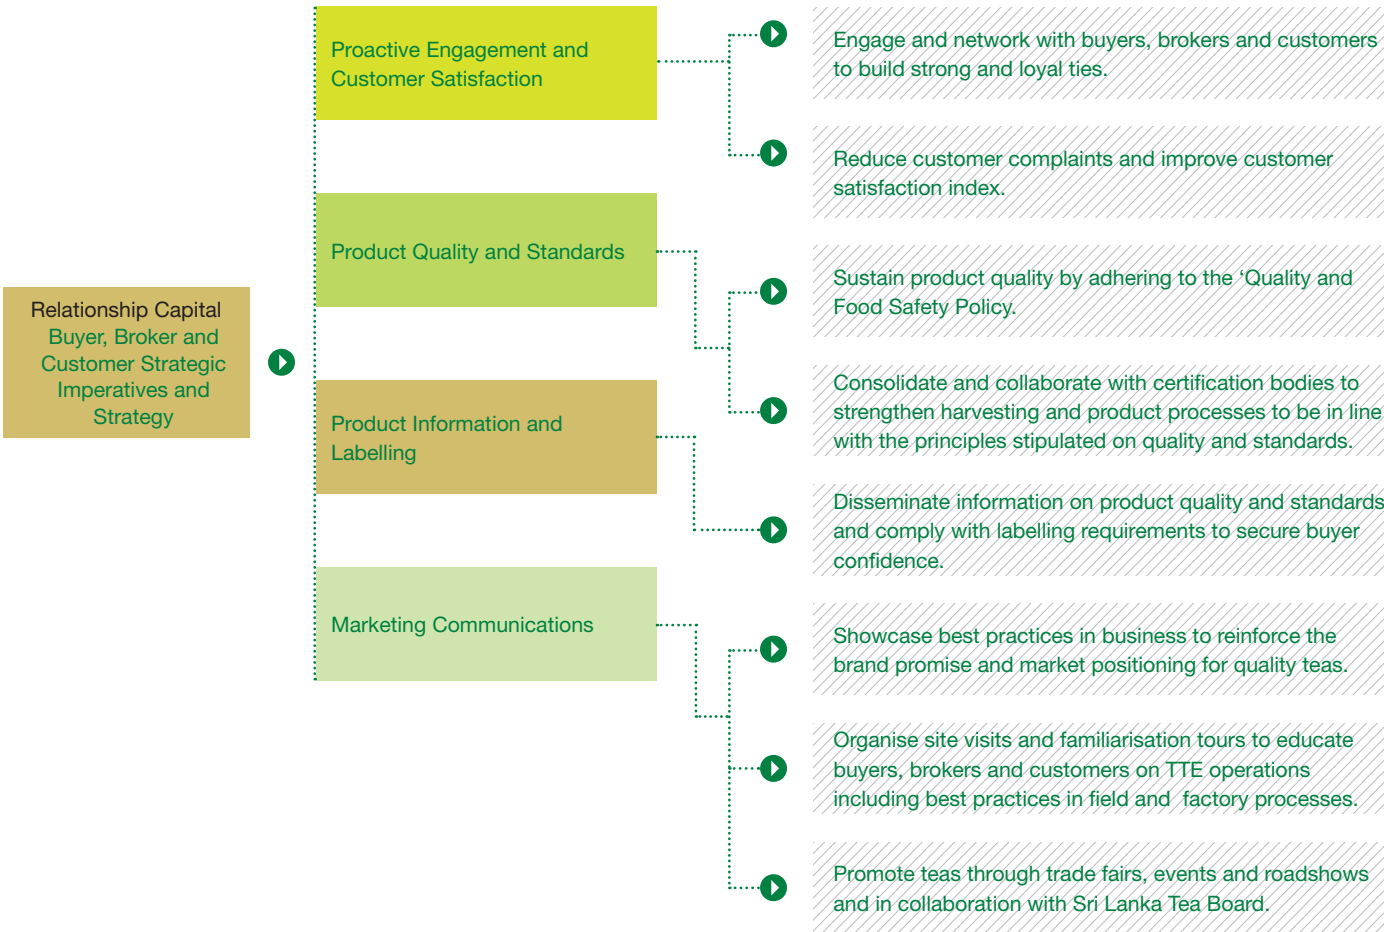 Relationship Capital
Buyer, Broker and
Customer Strategic
Imperatives and
Strategy
Proactive Engagement and
Customer Satisfaction
Engage and network with buyers, brokers and customers
to build strong and loyal ties.
Reduce customer complaints and improve customer
satisfaction index.
Product Quality and Standards
Sustain product quality by adhering to the ‘Quality and
Food Safety Policy.
Consolidate and collaborate with certification bodies to
strengthen harvesting and product processes to be in line
with the principles stipulated on quality and standards.
Product Information and
Labelling
Disseminate information on product quality and standards
and comply with labelling requirements to secure buyer
confidence.
Marketing Communications
Showcase best practices in business to reinforce the
brand promise and market positioning for quality teas.
Organise site visits and familiarisation tours to educate
buyers, brokers and customers on TTE operations
including best practices in field and  factory processes.
Promote teas through trade fairs, events and roadshows
and in collaboration with Sri Lanka Tea Board.